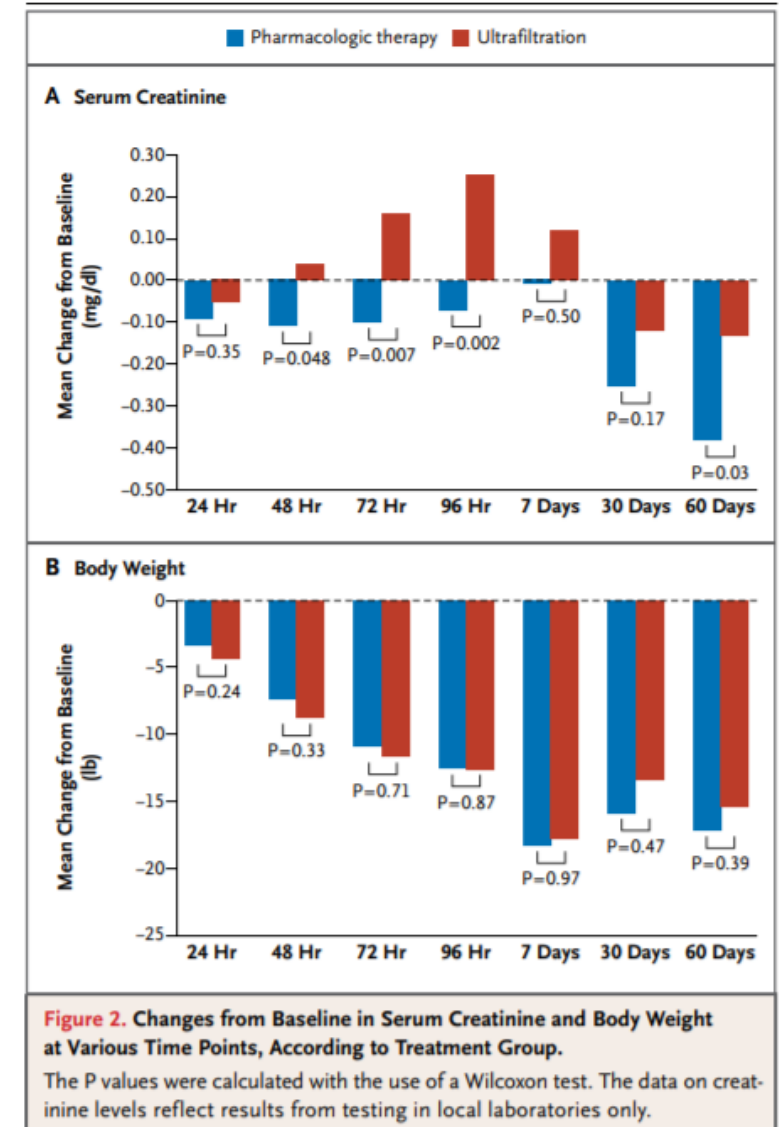 Pharmacologic therapy Ultrafiltration
A Serum Creatinine
Mean Change from Baseline
(mg/dl)
0.30
0.20
0.10
0.00
–0.10
–0.20
–0.30
–0.40
–0.50
P=0.35
P=0.048
P=0.007
P=0.002
P=0.50
P=0.17
P=0.03
24 Hr 48 Hr 72 Hr 96 Hr 7 Days 30 Days 60 Days
B Body Weight
Mean Change from Baseline
(lb)
0
–5
–10
–15
–20
–25
P=0.24
P=0.33
P=0.71
P=0.87
P=0.97
P=0.47
P=0.39
24 Hr 48 Hr 72 Hr 96 Hr 7 Days 30 Days 60 Days
Figure 2. Changes from Baseline in Serum Creatinine and Body Weight
at Various Time Points, According to Treatment Group.
The P values were calculated with the use of a Wilcoxon test. The data on creat-
inine levels reflect results from testing in local laboratories only.